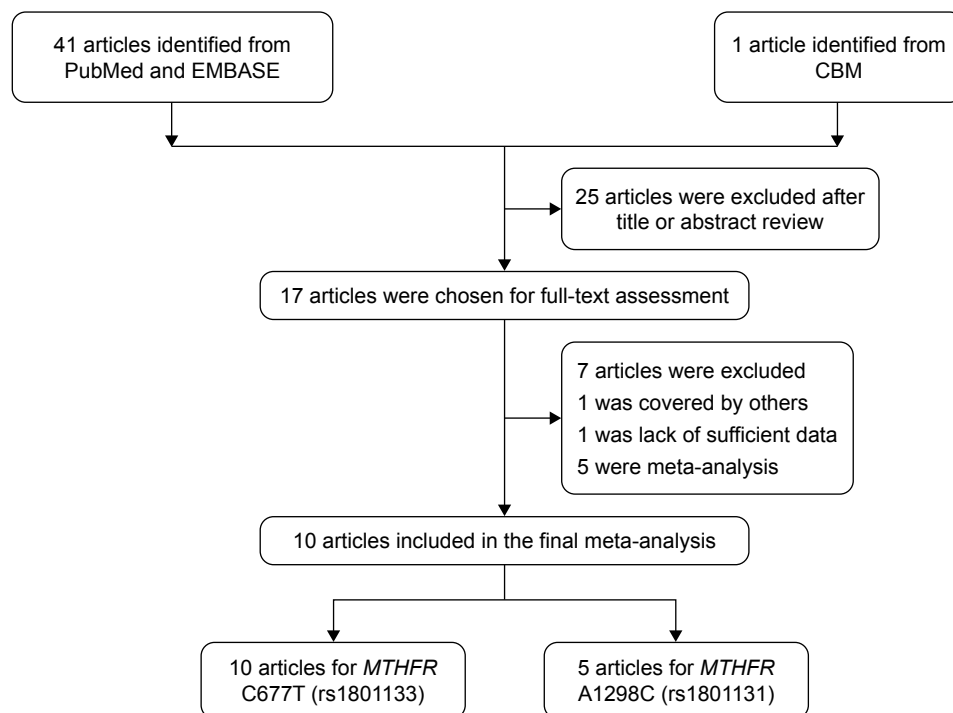 41 articles identified from
PubMed and EMBASE
1 article identified from
CBM
25 articles were excluded after
title or abstract review
17 articles were chosen for full-text assessment
7 articles were excluded
1 was covered by others
1 was lack of sufficient data
5 were meta-analysis
10 articles included in the final meta-analysis
10 articles for MTHFR
C677T (rs1801133)
5 articles for MTHFR
A1298C (rs1801131)